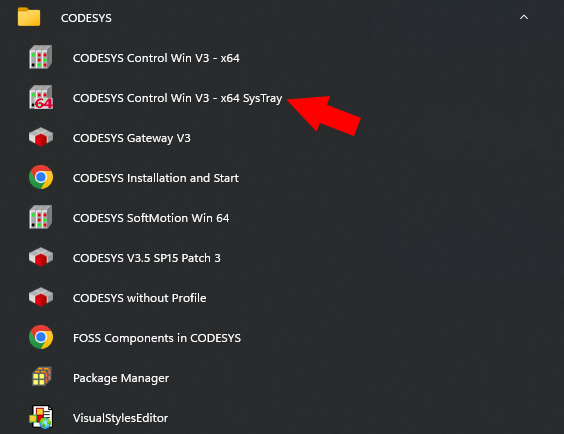 CODESYS
CODESYS Control Win V3 - x64
64
CODESYS Control Win V3 - x64 SysTray
CODESYS Gateway V3
CODESYS Installation and Start
CODESYS SoftMotion Win 64
CODESYS V3.5 SP15 Patch 3
CODESYS without Profile
FOSS Components in CODESYS
Package Manager
VisualStylesEditor